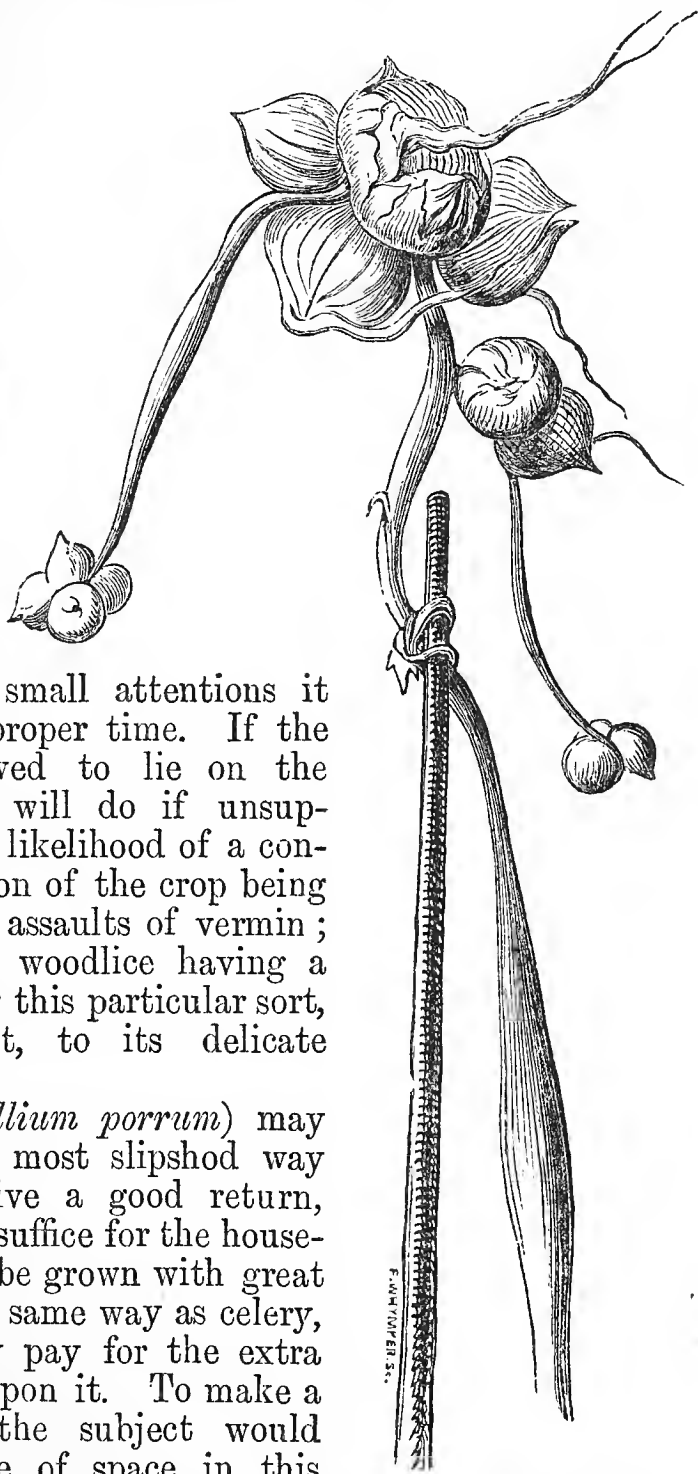 small attentions it
proper time. If the
ved to lie on the
will do if unsup-
likelihood of a con-
on of the crop being
assaults of vermin ;
woodlice having a
this particular sort,
t, to its delicate
llium porrum) may
most slipshod way
ive a good return,
suffice for the house-
be grown with great
same way as celery,
pay for the extra
pon it. To make a
the subject would
e of space in this
F. WHYMPER. Sc.